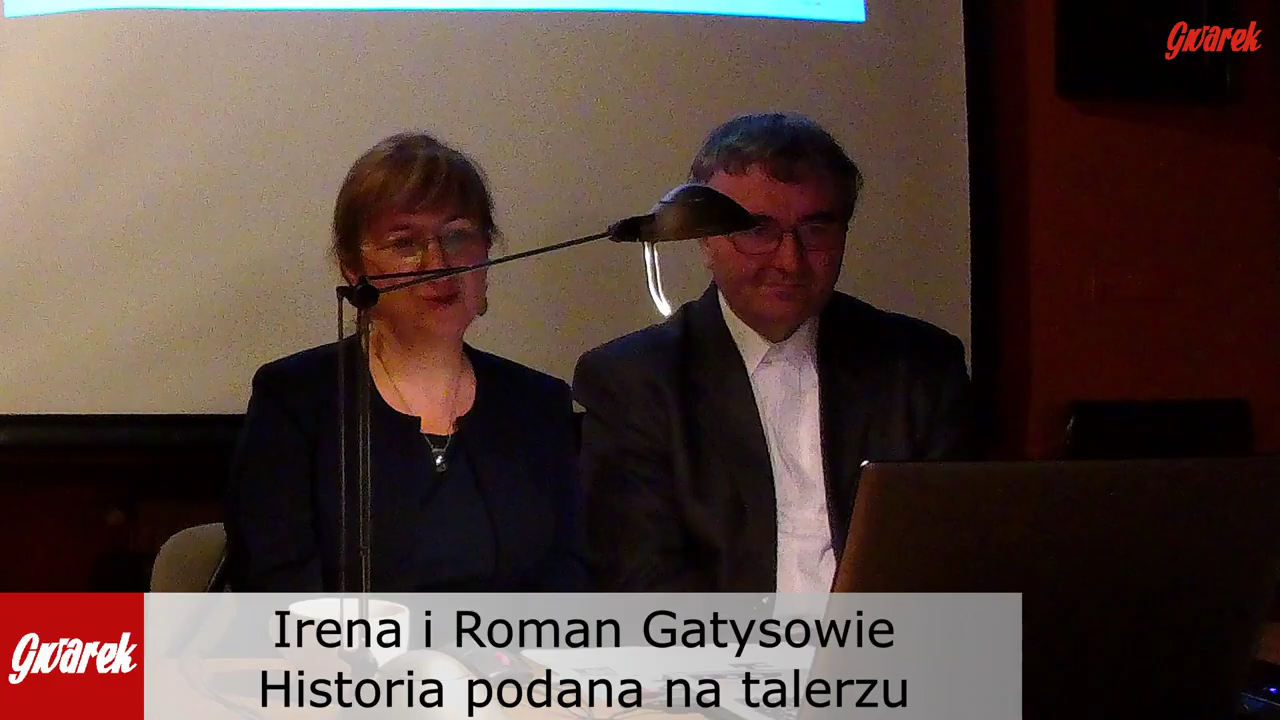 Gwarek
Gwarek
Irena i Roman Gatysowie
Historia podana na talerzu